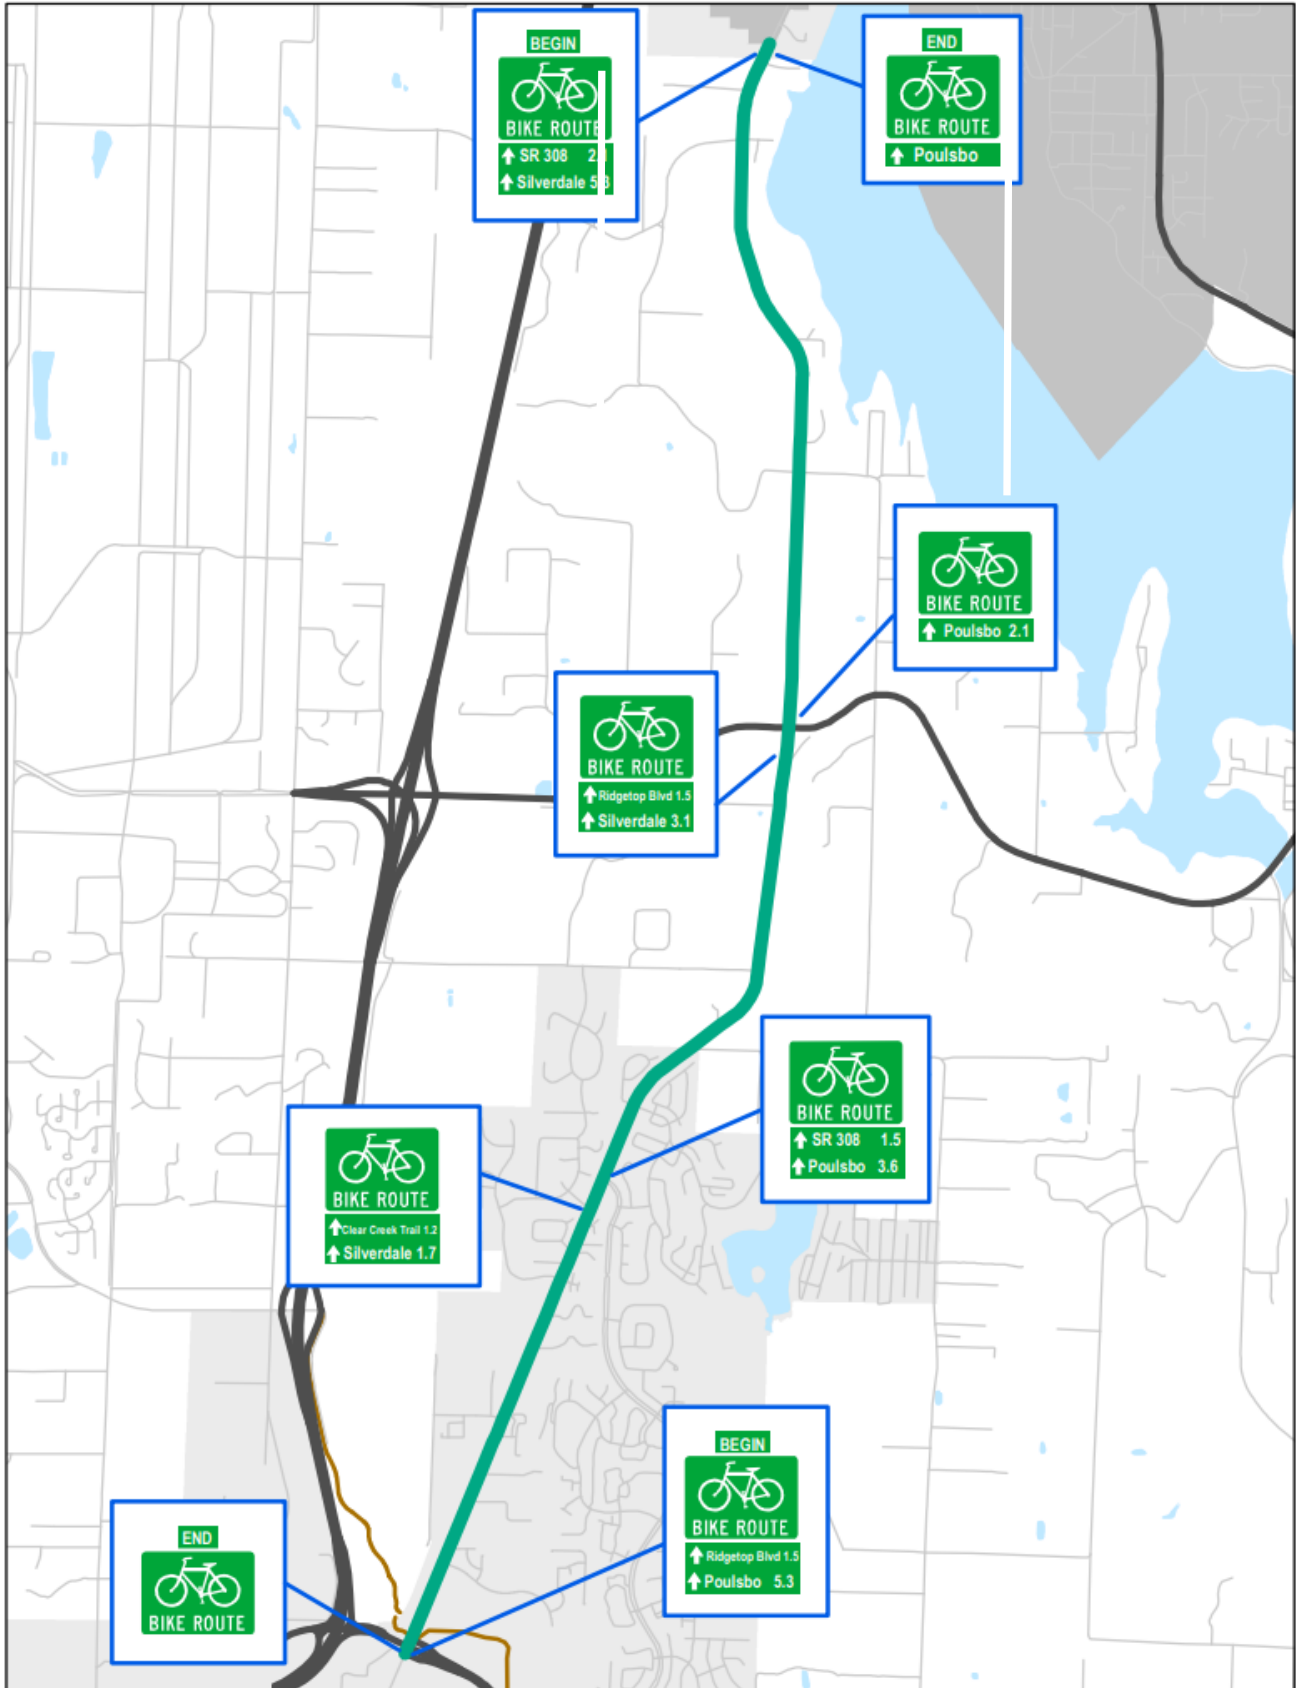 BEGIN
BIKE ROUTE
SR 308
Silverdale
END
BIKE ROUTE
Poulsbo
BIKE ROUTE
Poulsbo 2.1
BIKE ROUTE
Ridgetop Blvd 1.5
Silverdale 3.1
BIKE ROUTE
SR 308 1.5
Poulsbo 3.6
BIKE ROUTE
Clear Creek Trail 1.2
Silverdale 1.7
BEGIN
BIKE ROUTE
Ridgetop Blvd 1.5
Poulsbo 5.3
END
BIKE ROUTE